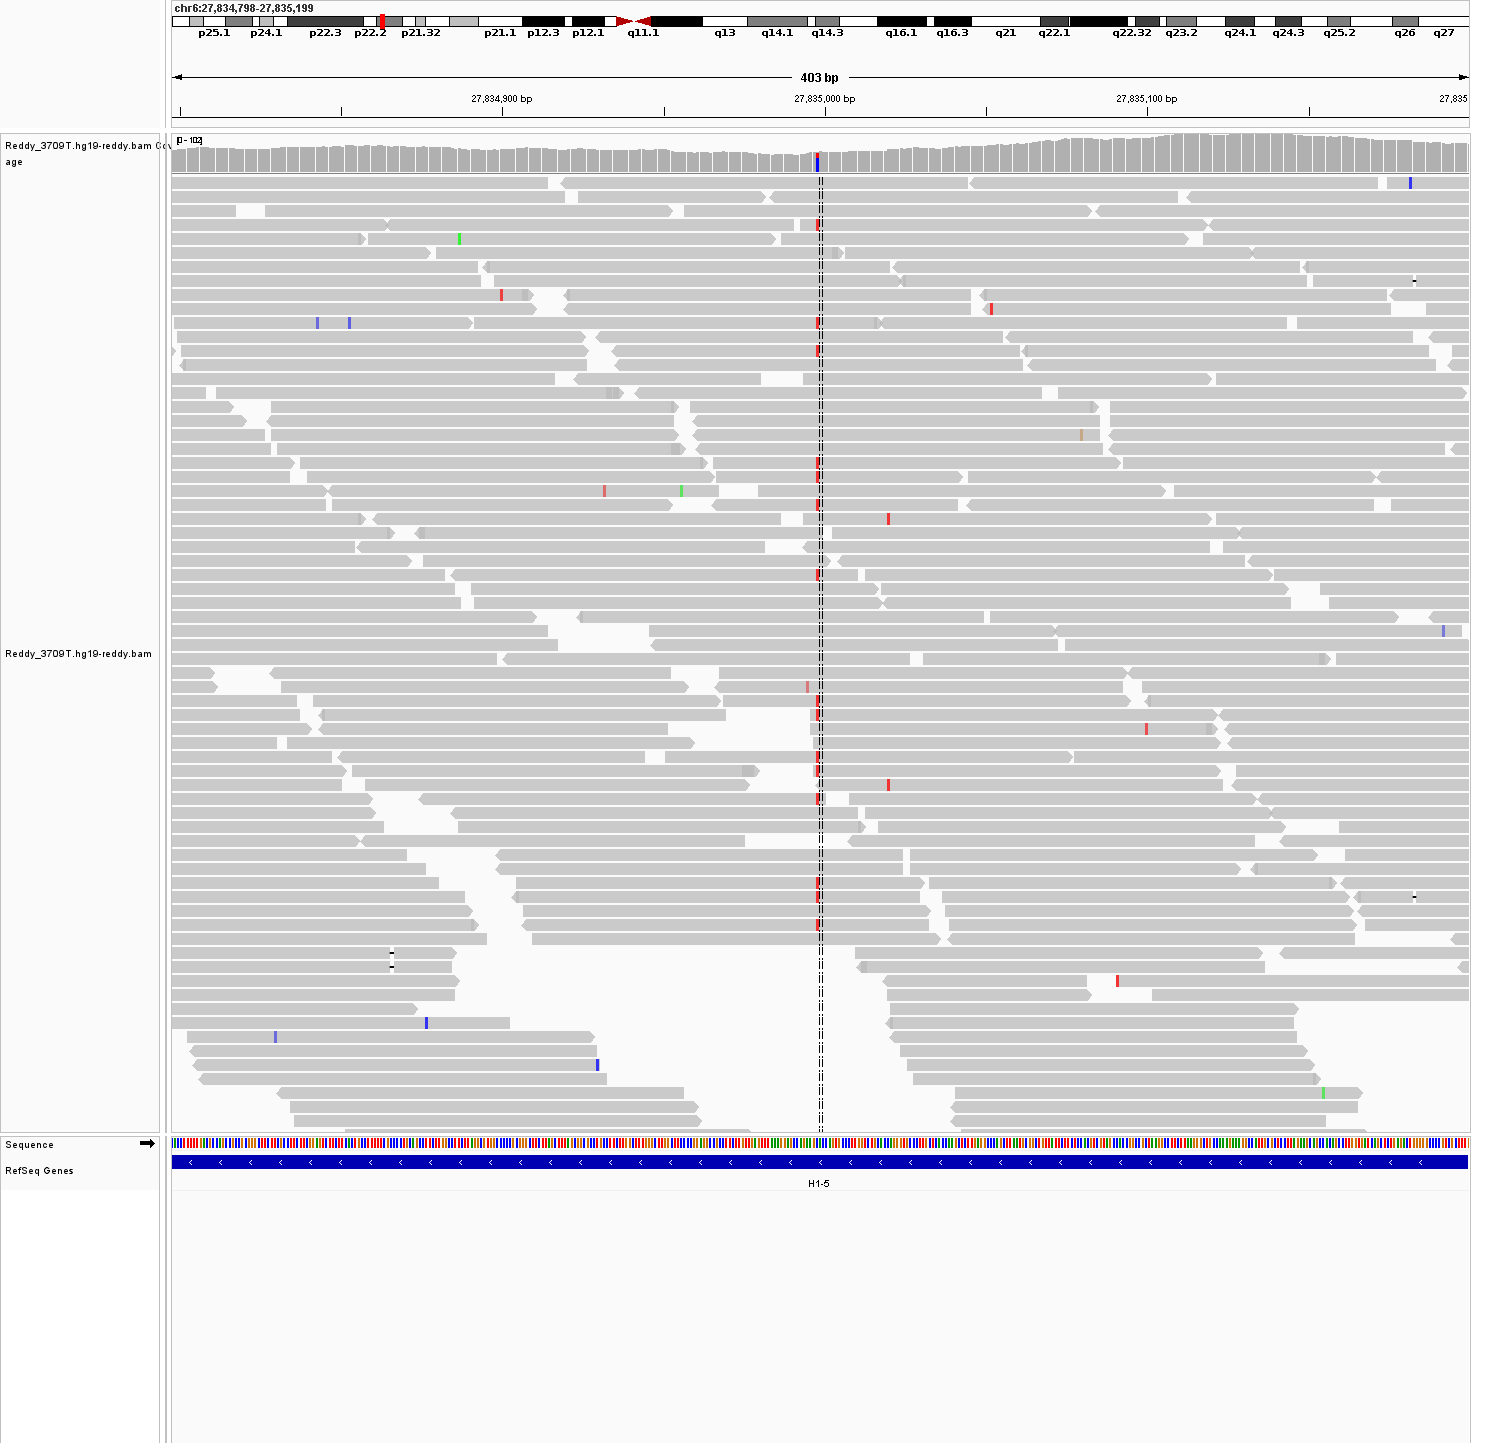 chr6:27,834,798-27,835,199
p25.1 p24.1 p22.3 p22.2 p21.32 p21.1 p12.3 p12.1 q11.1 q13 q14.1 q14.3 q16.1 q16.3 q21 q22.1 q22.32 q23.2 q24.1 q24.3 q25.2 q26 q27
403 bp
27,834,900 bp 27,835,000 bp 27,835,100 bp 27,835
[0 - 102]
Reddy_3709T.hg19-reddy.bam Cov
age
Reddy_3709T.hg19-reddy.bam
Sequence
RefSeq Genes
H1-5